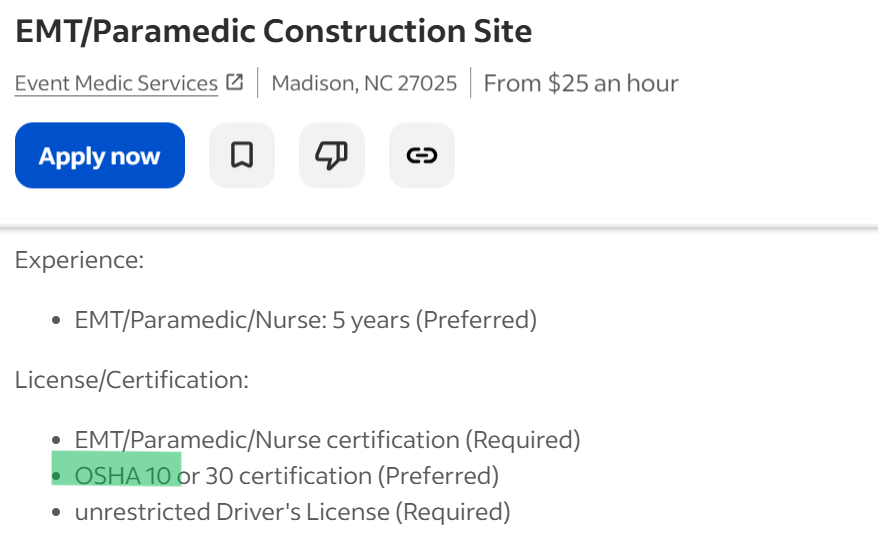 EMT/Paramedic Construction Site
Event Medic Services Madison, NC 27025 From $25 an hour
Apply now
Experience:
• EMT/Paramedic/Nurse: 5 years (Preferred)
License/Certification:
• EMT/Paramedic/Nurse certification (Required)
• OSHA 10 or 30 certification (Preferred)
• unrestricted Driver's License (Required)